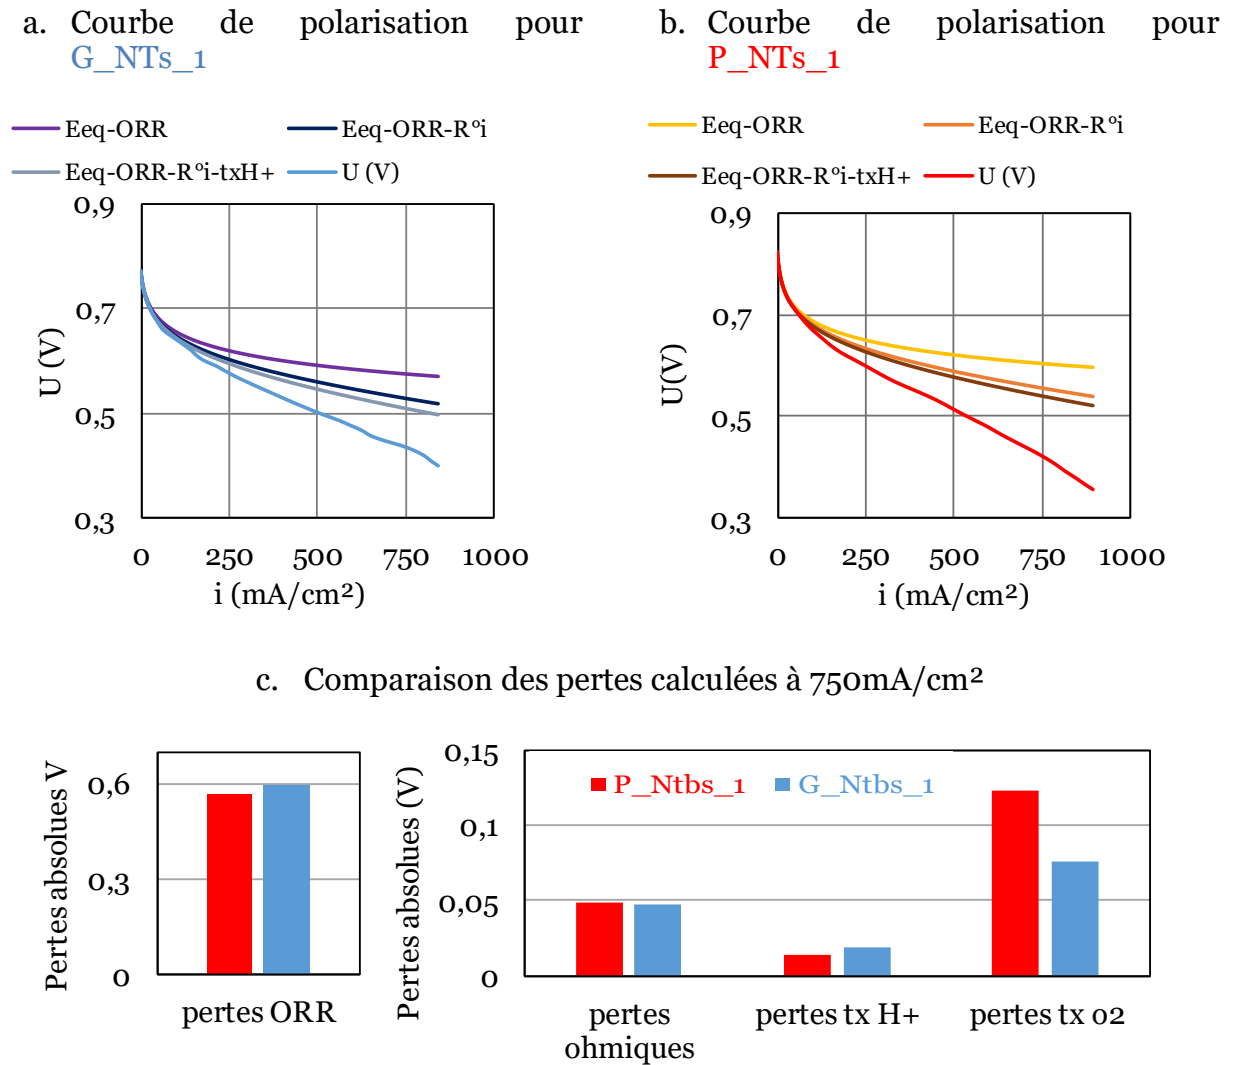 a. Courbe de polarisation pour
G_NTs_1
b. Courbe de polarisation pour
P_NTs_1
Eeq-ORR
Eeq-ORR-R°i
Eeq-ORR-R°i-txH+
U (V)
0,9
0,7
0,5
0,3
U (V)
0 250 500 750 1000
i (mA/cm²)
Eeq-ORR
Eeq-ORR-R°i
Eeq-ORR-R°i-txH+
U (V)
0,9
0,7
0,5
0,3
U(V)
0 250 500 750 1000
i (mA/cm²)
c. Comparaison des pertes calculées à 750mA/cm²
Pertes absolues V
0,6
0,3
0
pertes ORR
Pertes absolues (V)
0,15
0,1
0,05
0
P_Ntbs_1
G_Ntbs_1
pertes
ohmiques
pertes tx H+
pertes tx o2